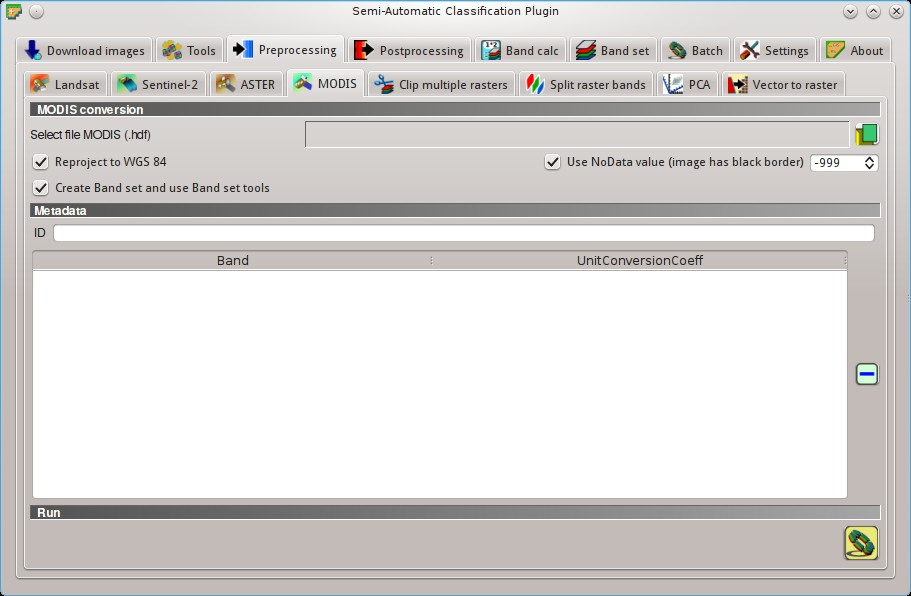 Semi-Automatic Classification Plugin
Download images Tools Preprocessing Postprocessing Band calc Band set Batch Settings About
Landsat Sentinel-2 ASTER MODIS Clip multiple rasters Split raster bands PCA Vector to raster
MODIS conversion
Select file MODIS (.hdf)
Reproject to WGS 84 Use NoData value (image has black border) -999
Create Band set and use Band set tools
Metadata
ID
Band UnitConversionCoeff
Run